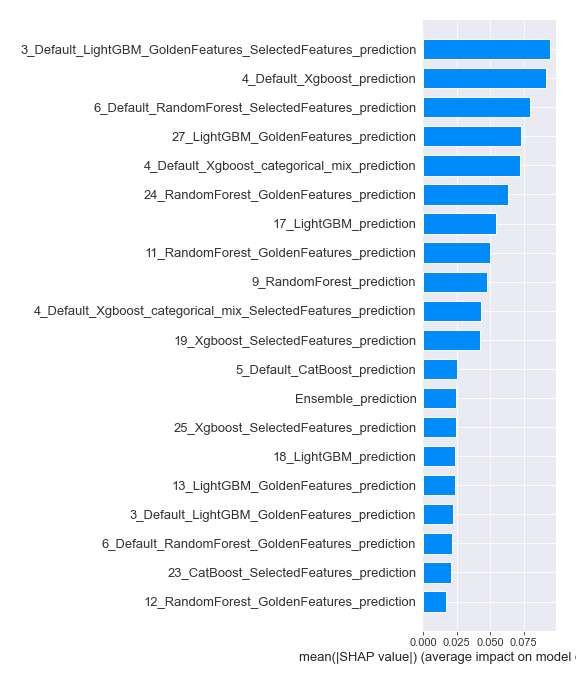 3_Default_LightGBM_GoldenFeatures_SelectedFeatures_prediction
4_Default_Xgboost_prediction
6_Default_RandomForest_SelectedFeatures_prediction
27_LightGBM_GoldenFeatures_prediction
4_Default_Xgboost_categorical_mix_prediction
24_RandomForest_GoldenFeatures_prediction
17_LightGBM_prediction
11_RandomForest_GoldenFeatures_prediction
9_RandomForest_prediction
4_Default_Xgboost_categorical_mix_SelectedFeatures_prediction
19_Xgboost_SelectedFeatures_prediction
5_Default_CatBoost_prediction
Ensemble_prediction
25_Xgboost_SelectedFeatures_prediction
18_LightGBM_prediction
13_LightGBM_GoldenFeatures_prediction
3_Default_LightGBM_GoldenFeatures_prediction
6_Default_RandomForest_GoldenFeatures_prediction
23_CatBoost_SelectedFeatures_prediction
12_RandomForest_GoldenFeatures_prediction
0.000 0.025 0.050 0.075
mean(|SHAP value|) (average impact on model